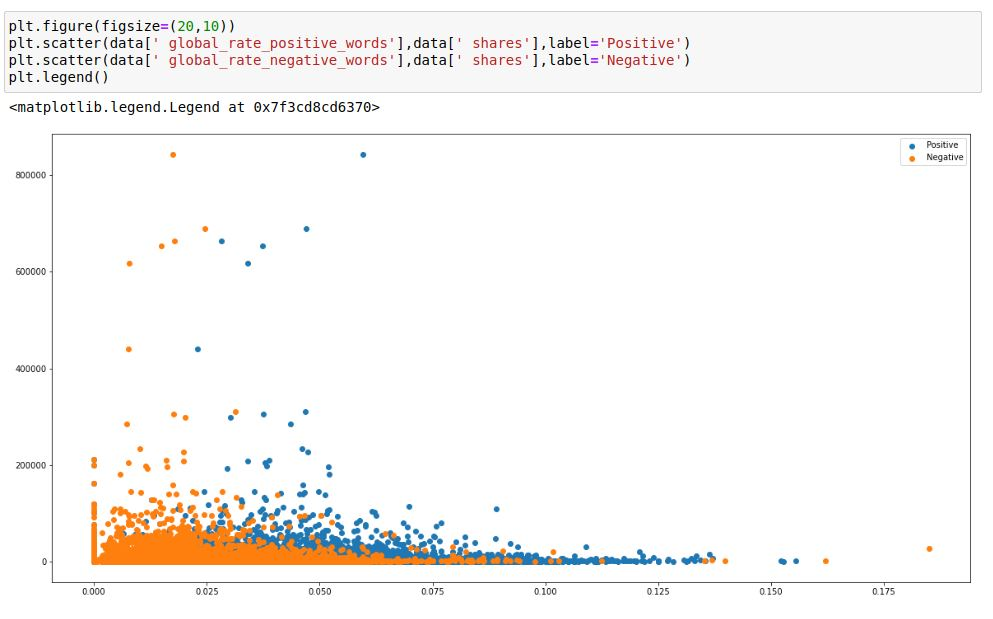 plt.figure(figsize=(20,10))
plt.scatter(data[' global_rate_positive_words'],data[' shares'],label='Positive')
plt.scatter(data[' global_rate_negative_words'],data[' shares'],label='Negative')
plt.legend()
<matplotlib.legend.Legend at 0x7f3cd8cd6370>
Positive
Negative
800000
600000
400000
200000
0
0.000 0.025 0.050 0.075 0.100 0.125 0.150 0.175